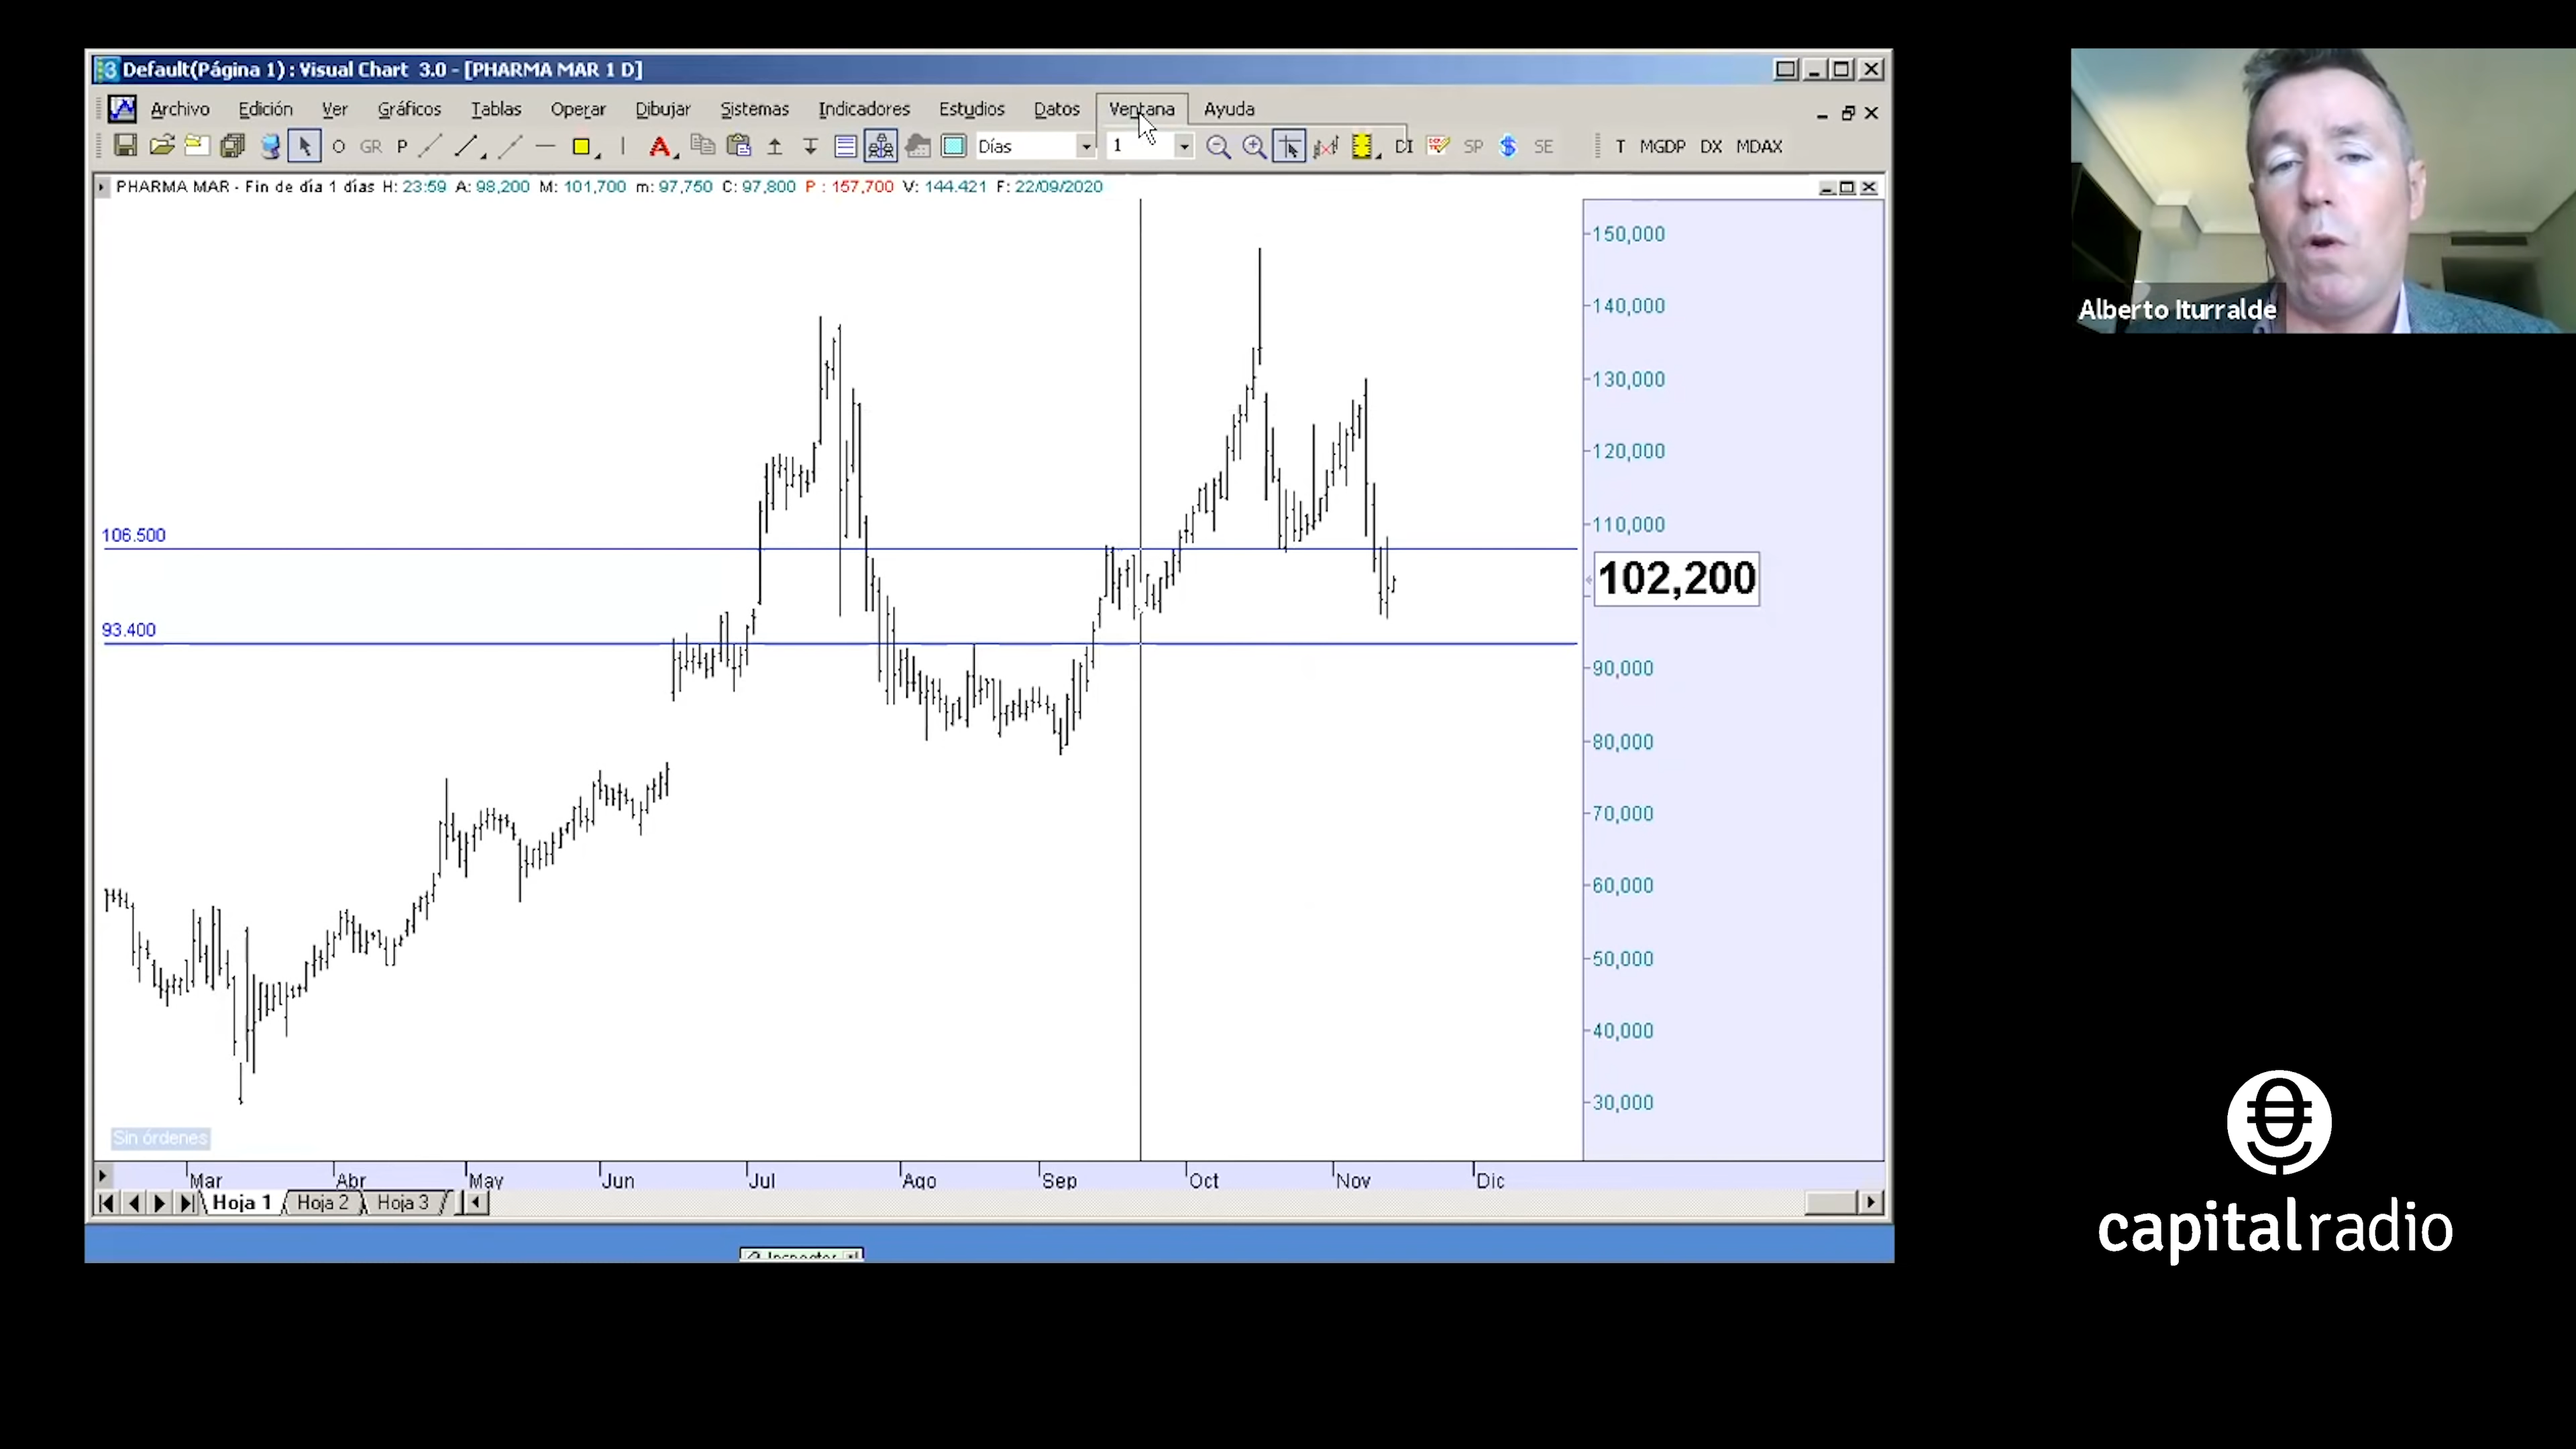 Default(Página 1) : Visual Chart 3.0 - [PHARMA MAR 1 D]
Archivo Edición Ver Gráficos Tablas Operar Dibujar Sistemas Indicadores Estudios Datos Ventana Ayuda
O GR P A Días 1 DI SP $ SE T MGDP DX MDAX
PHARMA MAR - Fin de día 1 días H: 23:59 A: 98,200 M: 101,700 m: 97,750 C: 97,800 P : 157,700 V: 144.421 F: 22/09/2020
150,000
140,000
130,000
120,000
110,000
106.500
102,200
93.400
90,000
80,000
70,000
60,000
50,000
40,000
30,000
Sin órdenes
Mar Abr May Jun Jul Ago Sep Oct Nov Dic
Hoja 1 Hoja 2 Hoja 3
Inspector
Alberto Iturralde
capitalradio